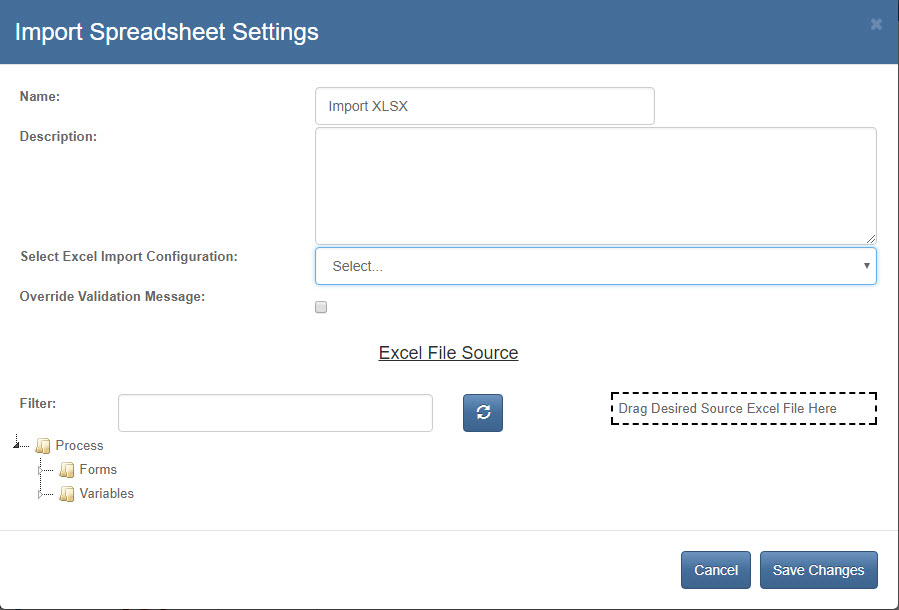 Import Spreadsheet Settings
Name:
Import XLSX
Description:
Select Excel Import Configuration:
Select...
Override Validation Message:
Excel File Source
Filter:
Drag Desired Source Excel File Here
Process
Forms
Variables
Cancel
Save Changes